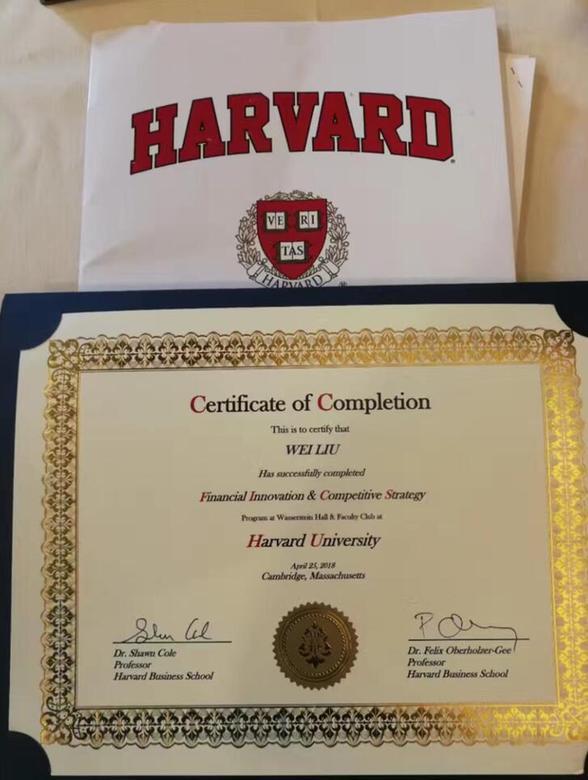 HARVARD
VE RI
TAS
HARVARD
Certificate of Completion
This is to certify that
WEI LIU
Has successfully completed
Financial Innovation & Competitive Strategy
Program at Wasserstein Hall & Faculty Club at
Harvard University
April 25, 2018
Cambridge, Massachusetts
Dr. Shawn Cole
Professor
Harvard Business School
Dr. Felix Oberholzer-Gee
Professor
Harvard Business School